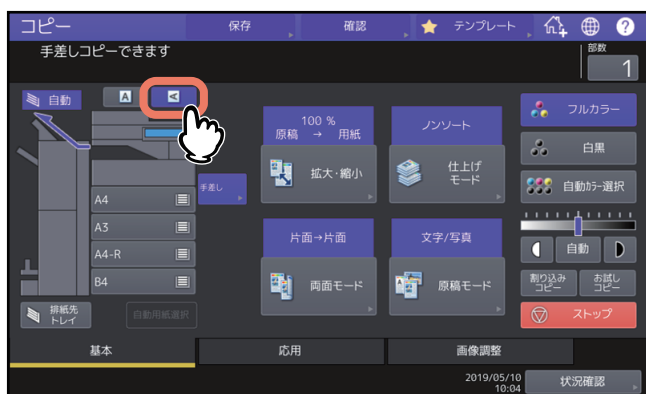 コピー
保存
確認
テンプレート
?
手差しコピーできます
部数
1
自動
A
A
フルカラー
100 %
原稿 → 用紙
ノンソート
白黒
拡大・縮小
仕上げ
モード
手差し
自動ｶﾗｰ選択
A4
A3
片面→片面
文字/写真
A4-R
自動
B4
両面モード
原稿モード
割り込み
コピー
お試し
コピー
排紙先
トレイ
自動用紙選択
ストップ
基本
応用
画像調整
2019/05/10
10:04
状況確認